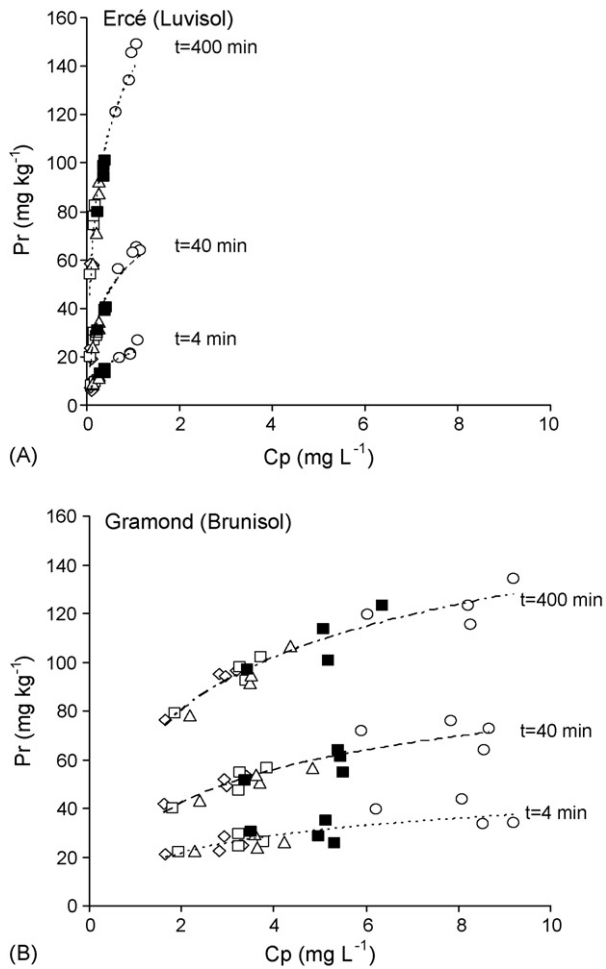 Ercé (Luvisol)
160
140
120
100
80
60
40
20
0
Pr (mg kg⁻¹)
t=400 min
t=40 min
t=4 min
0 2 4 6 8 10
(A)
Cp (mg L⁻¹)
Gramond (Brunisol)
160
140
120
100
80
60
40
20
0
Pr (mg kg⁻¹)
t=400 min
t=40 min
t=4 min
0 2 4 6 8 10
(B)
Cp (mg L⁻¹)